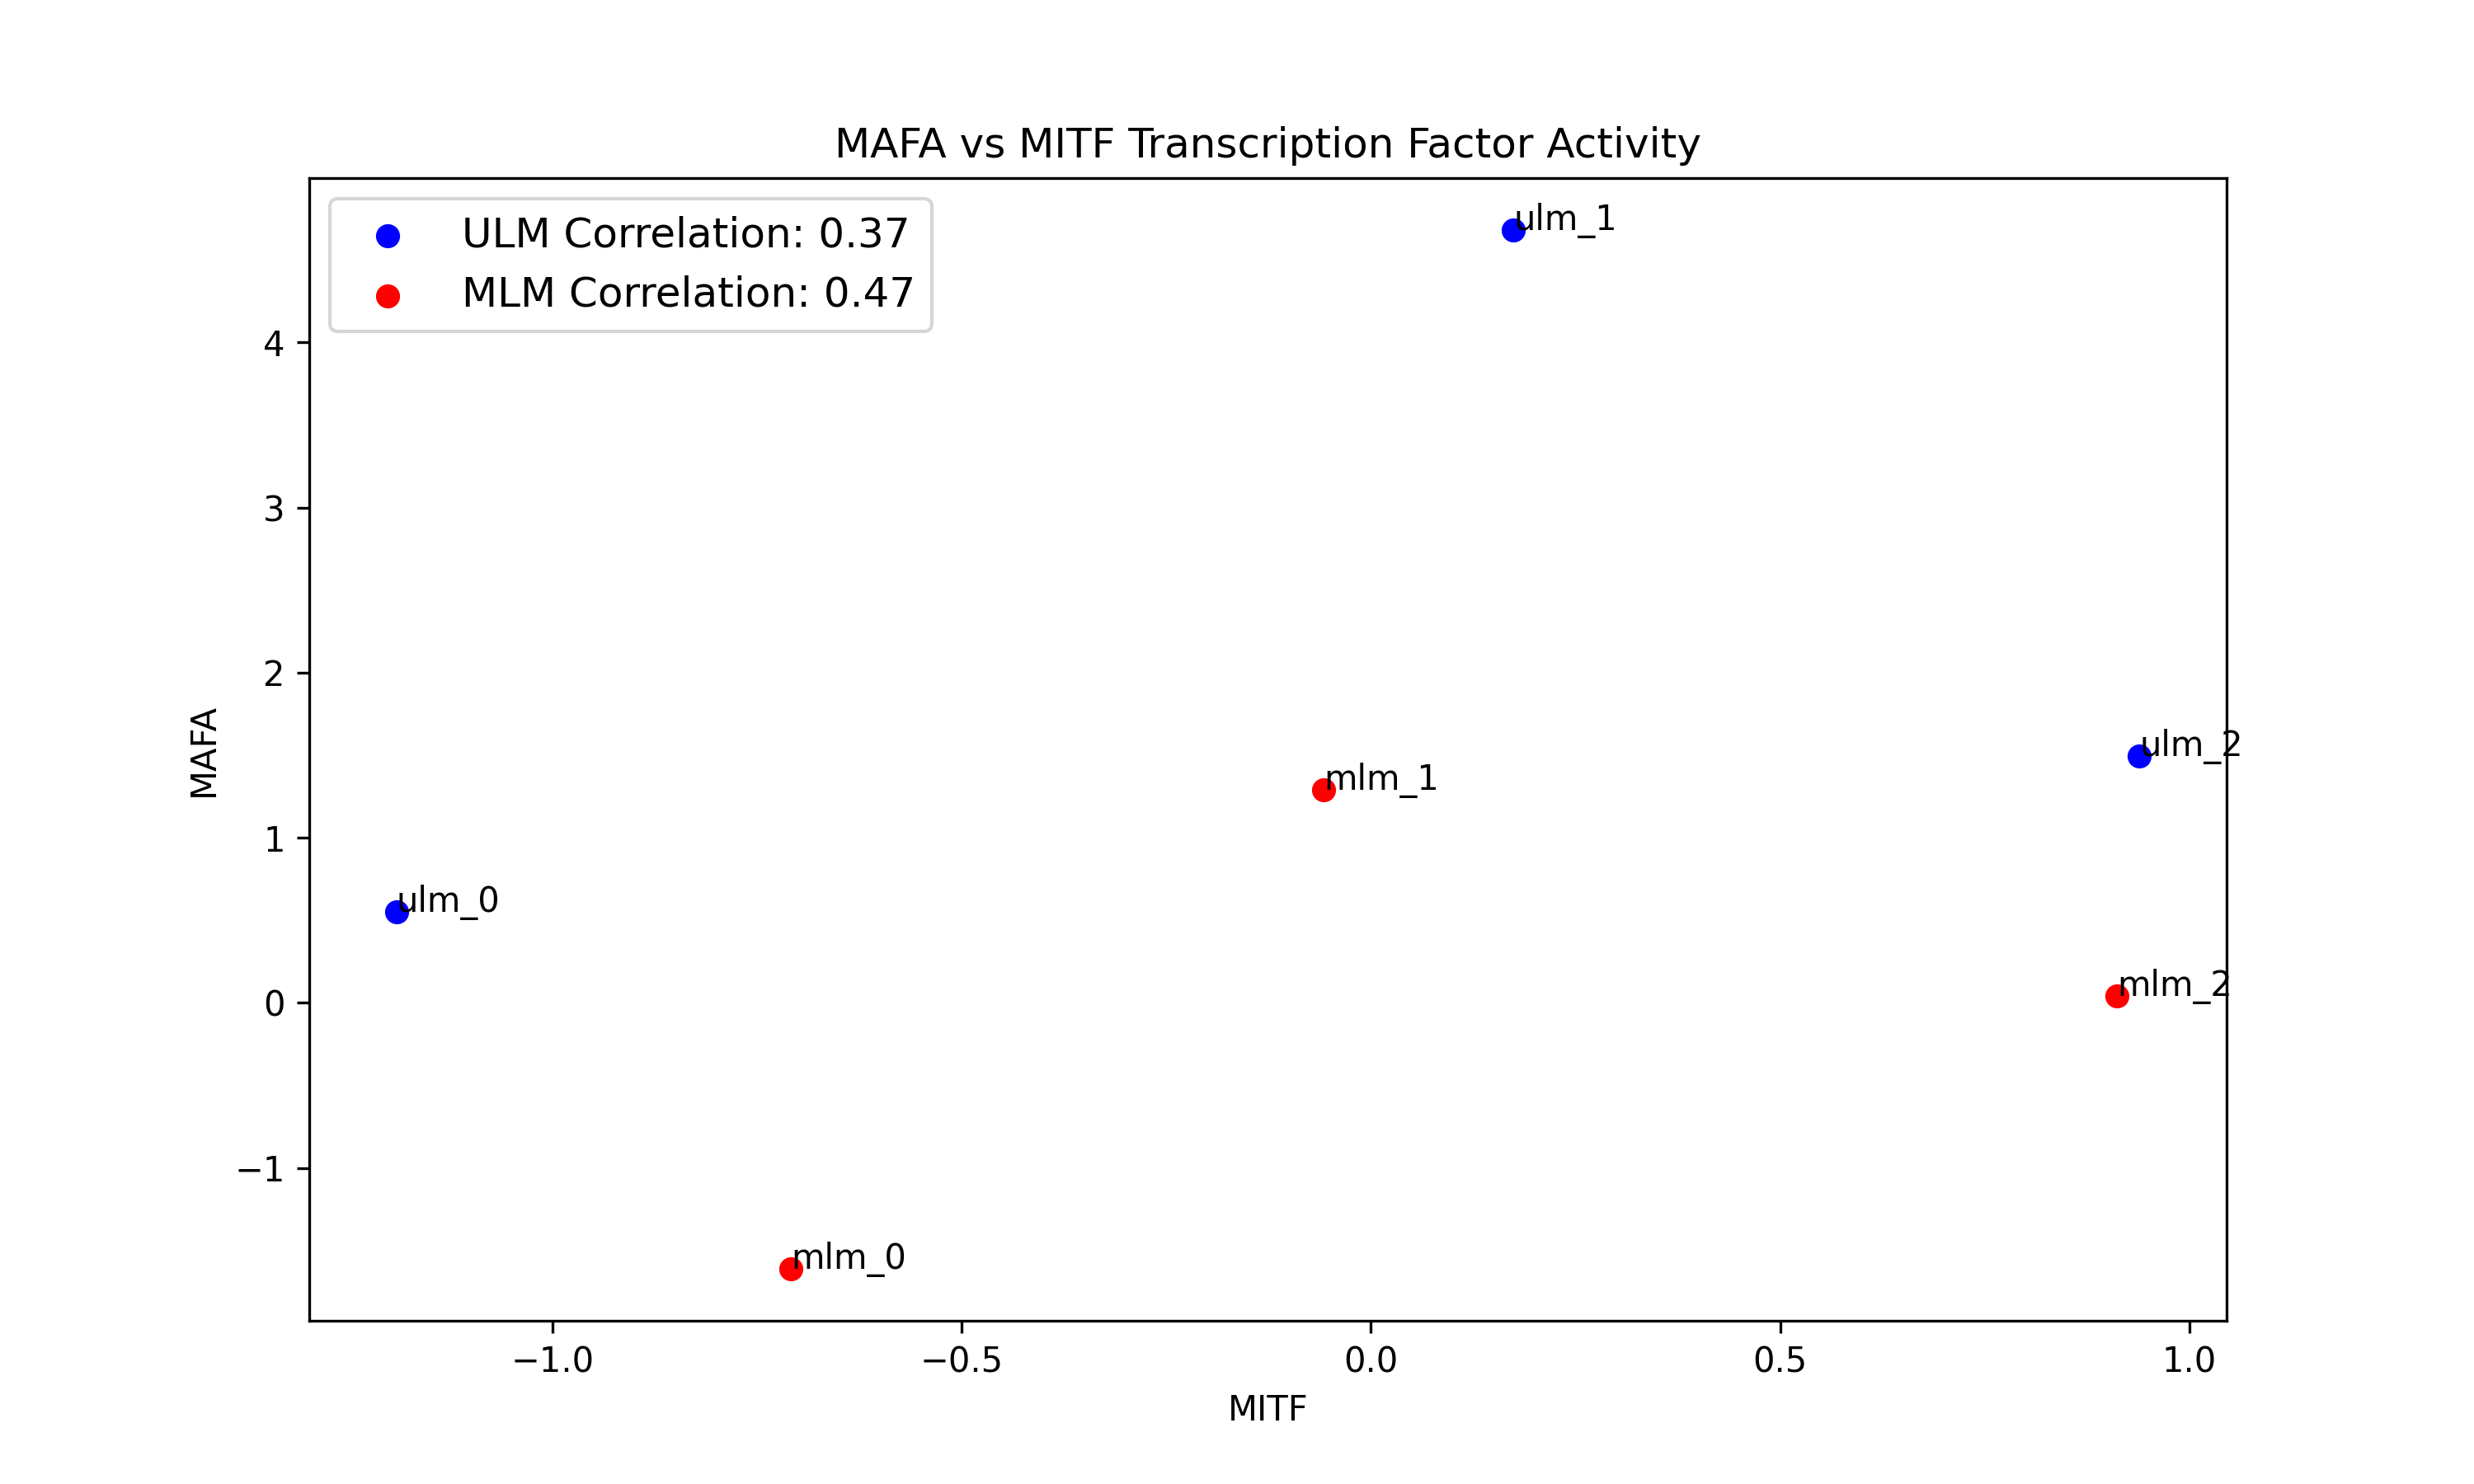 MAFA vs MITF Transcription Factor Activity
ULM Correlation: 0.37
MLM Correlation: 0.47
ulm_1
4
3
2
ulm_2
MAFA
mlm_1
1
ulm_0
mlm_2
0
−1
mlm_0
−1.0
−0.5
0.0
0.5
1.0
MITF